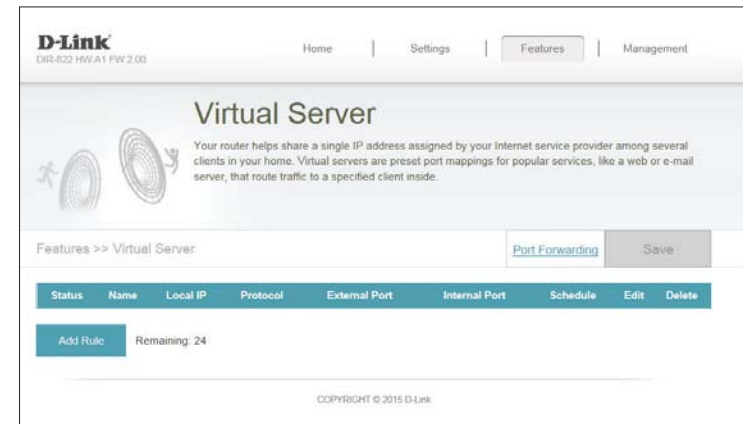 D-Link
DIR-822 HW:A1 FW:2.00
Home | Settings | Features | Management
Virtual Server
Your router helps share a single IP address assigned by your Internet service provider among several
clients in your home. Virtual servers are preset port mappings for popular services, like a web or e-mail
server, that route traffic to a specified client inside.
Features >> Virtual Server
Port Forwarding
Save
Status Name Local IP Protocol External Port Internal Port Schedule Edit Delete
Add Rule Remaining: 24
COPYRIGHT © 2015 D-Link